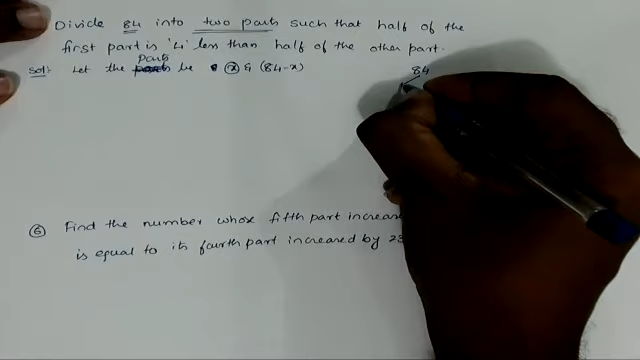 Divide 84 into two parts such that half of the
first part is '4' less than half of the other part.
Sol: Let the parts be (x) & (84-x)
84
⑥ Find the number whose fifth part increase
is equal to its fourth part increased by 23